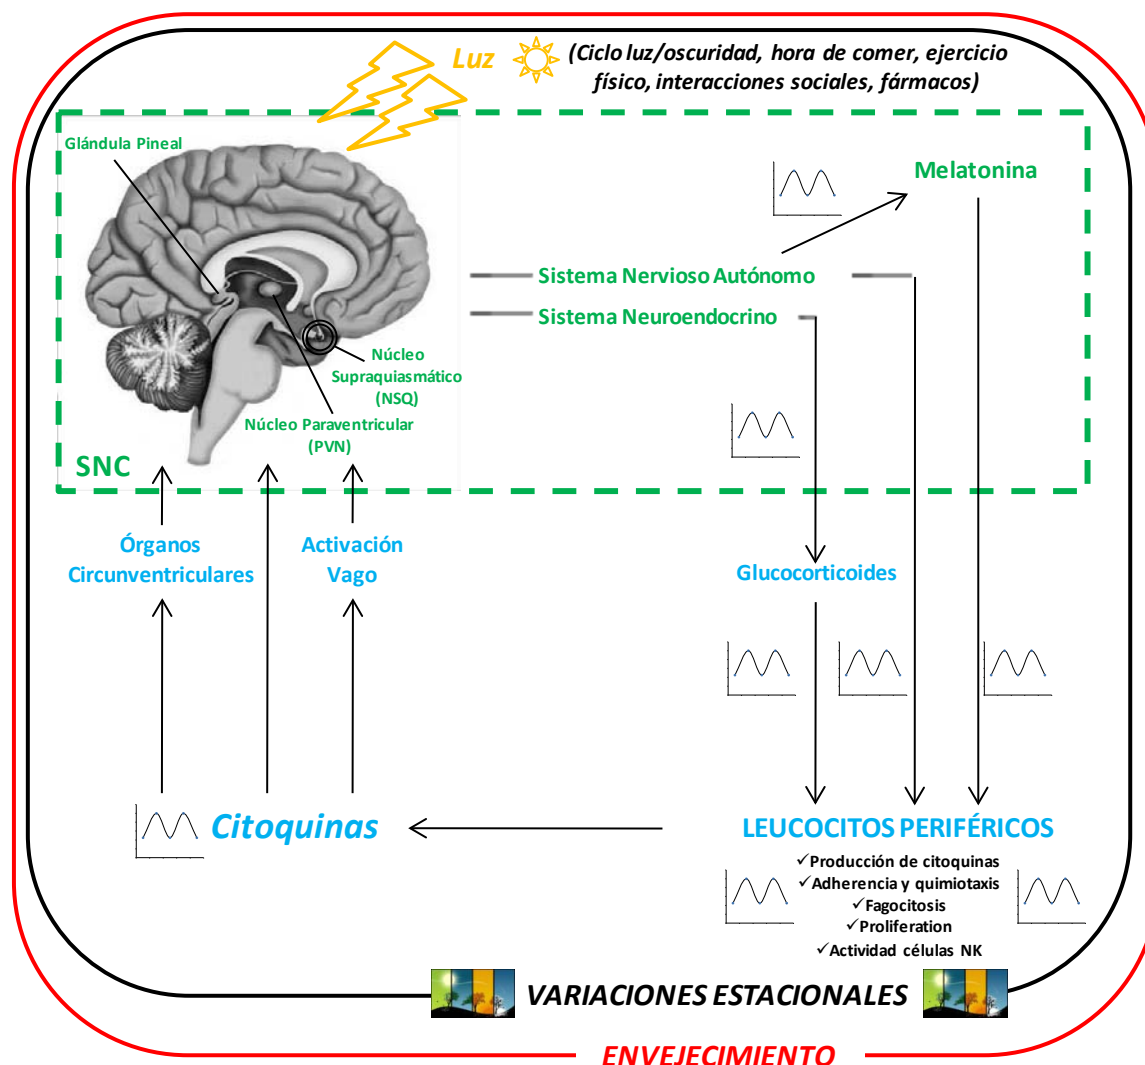 Luz
(Ciclo luz/oscuridad, hora de comer, ejercicio
físico, interacciones sociales, fármacos)
Glándula Pineal
Melatonina
Sistema Nervioso Autónomo
Sistema Neuroendocrino
Núcleo
Supraquiasmático
(NSQ)
Núcleo Paraventricular
(PVN)
SNC
Órganos
Circunventriculares
Activación
Vago
Glucocorticoides
Citoquinas
LEUCOCITOS PERIFÉRICOS
✓Producción de citoquinas
✓Adherencia y quimiotaxis
✓Fagocitosis
✓Proliferation
✓Actividad células NK
VARIACIONES ESTACIONALES
ENVEJECIMIENTO